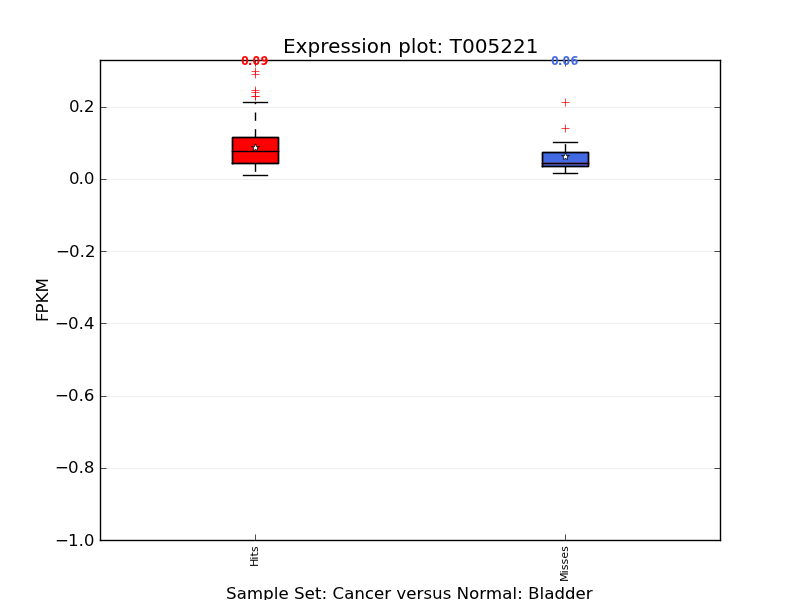 Expression plot: T005221
0.09
0.06
0.2
0.0
−0.2
−0.4
−0.6
−0.8
−1.0
FPKM
Hits
Misses
Sample Set: Cancer versus Normal: Bladder